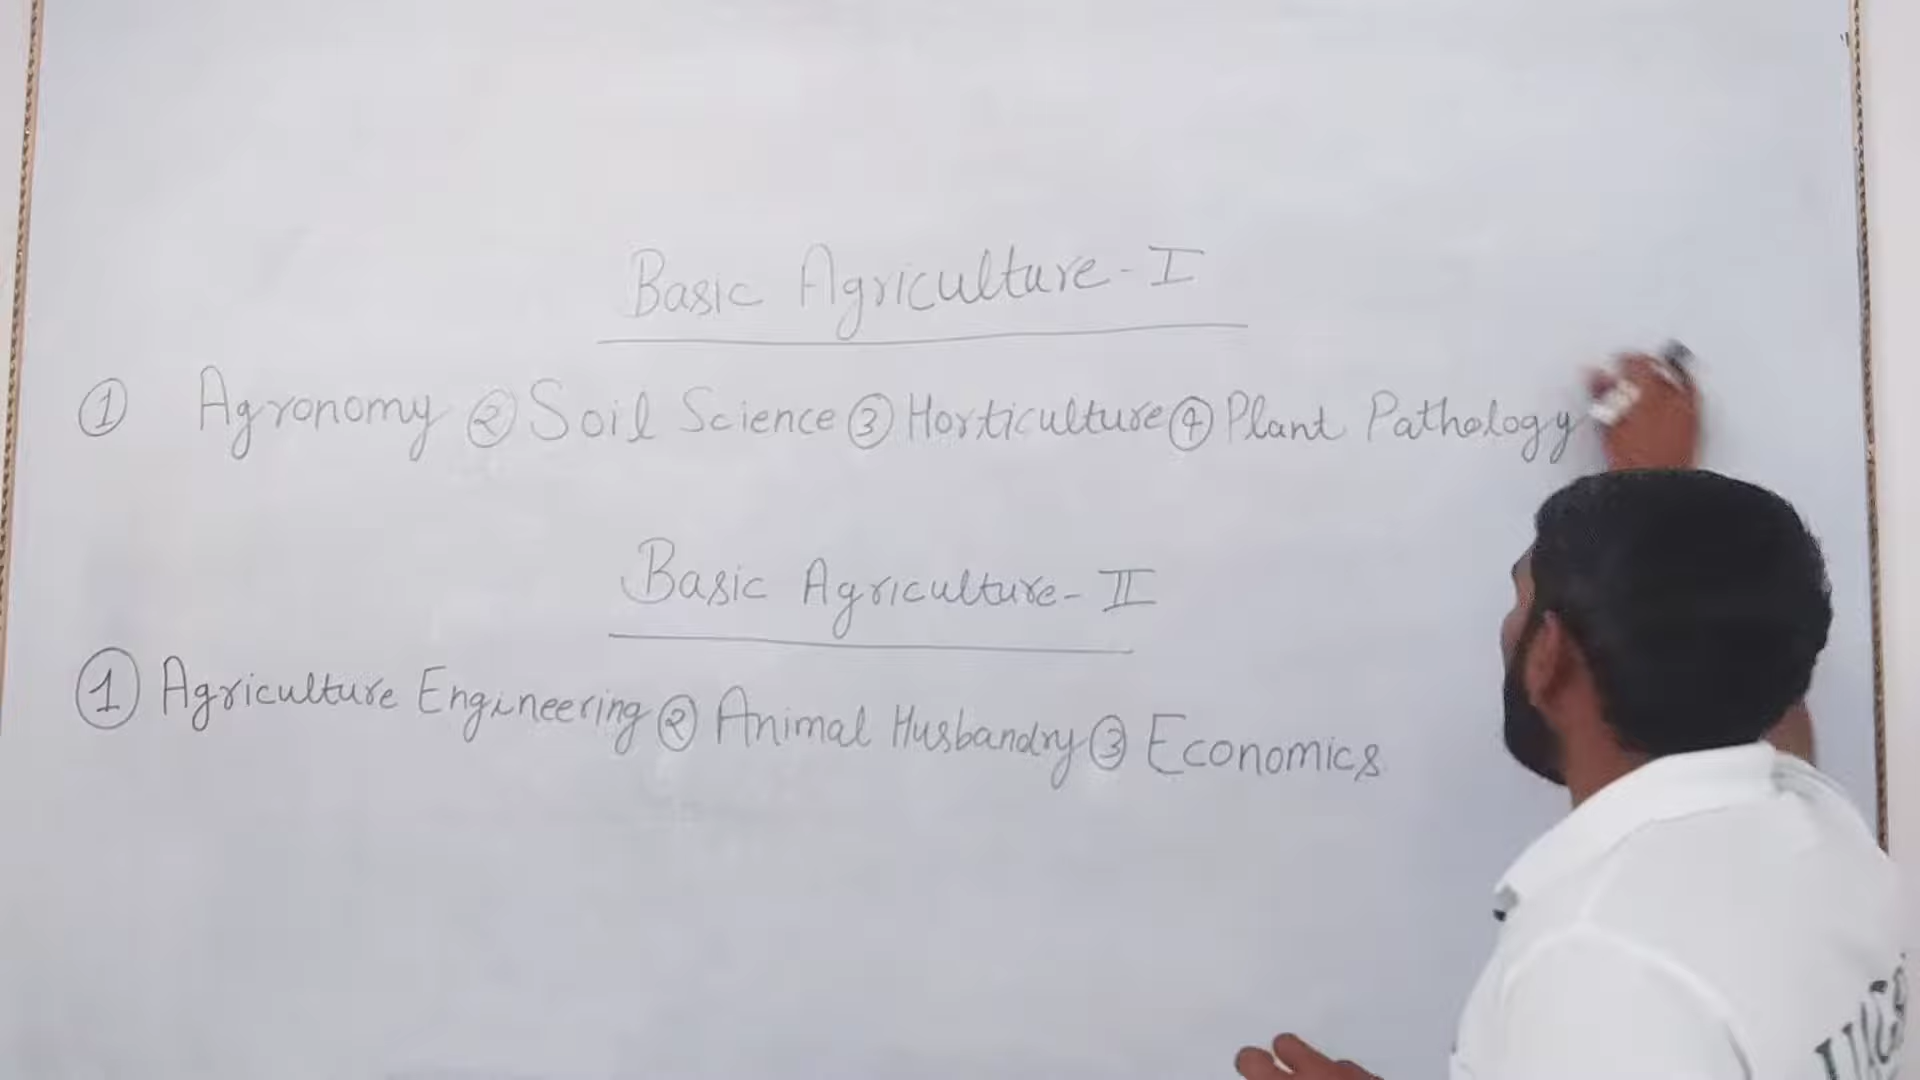 Basic Agriculture - I
① Agronomy ② Soil Science ③ Horticulture ④ Plant Pathology
Basic Agriculture - II
① Agriculture Engineering ② Animal Husbandry ③ Economics